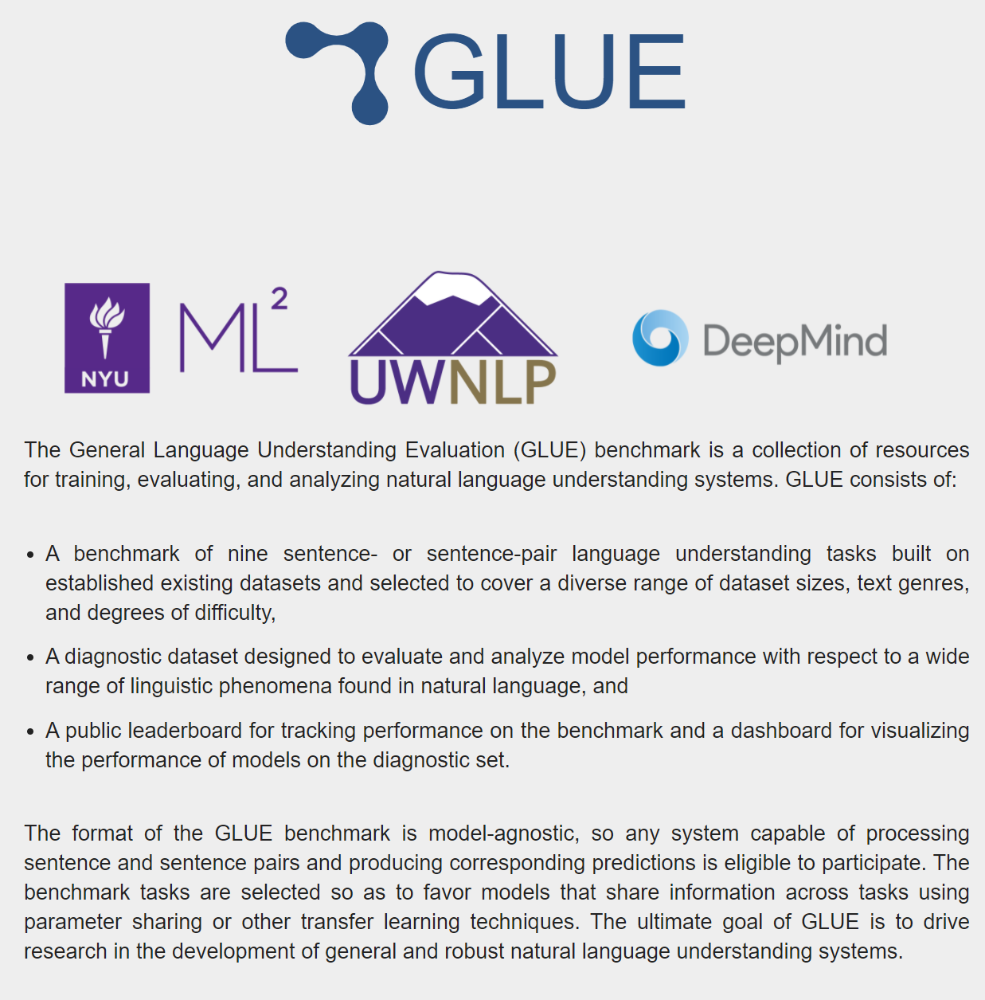 GLUE
NYU
ML²
UWNLP
DeepMind
The General Language Understanding Evaluation (GLUE) benchmark is a collection of resources
for training, evaluating, and analyzing natural language understanding systems. GLUE consists of:
• A benchmark of nine sentence- or sentence-pair language understanding tasks built on
established existing datasets and selected to cover a diverse range of dataset sizes, text genres,
and degrees of difficulty,
• A diagnostic dataset designed to evaluate and analyze model performance with respect to a wide
range of linguistic phenomena found in natural language, and
• A public leaderboard for tracking performance on the benchmark and a dashboard for visualizing
the performance of models on the diagnostic set.
The format of the GLUE benchmark is model-agnostic, so any system capable of processing
sentence and sentence pairs and producing corresponding predictions is eligible to participate. The
benchmark tasks are selected so as to favor models that share information across tasks using
parameter sharing or other transfer learning techniques. The ultimate goal of GLUE is to drive
research in the development of general and robust natural language understanding systems.